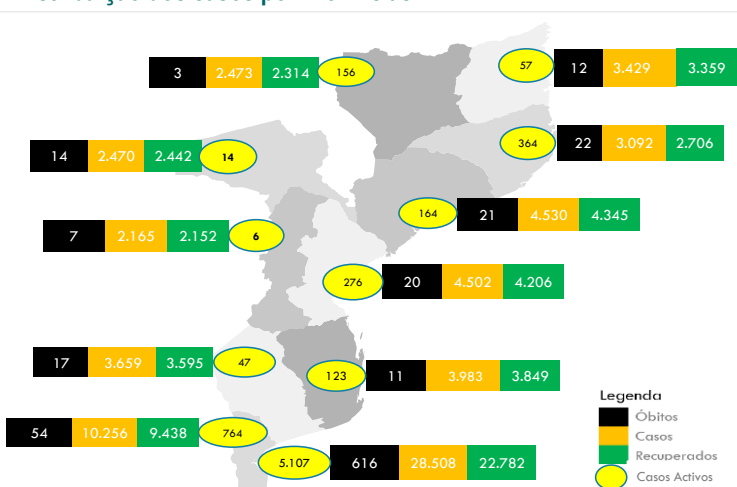 3 2.473 2.314 156
57 12 3.429 3.359
364 22 3.092 2.706
14 2.470 2.442 14
164 21 4.530 4.345
7 2.165 2.152 6
276 20 4.502 4.206
17 3.659 3.595 47
123 11 3.983 3.849
54 10.256 9.438 764
5.107 616 28.508 22.782
Legenda
Óbitos
Casos
Recuperados
Casos Activos